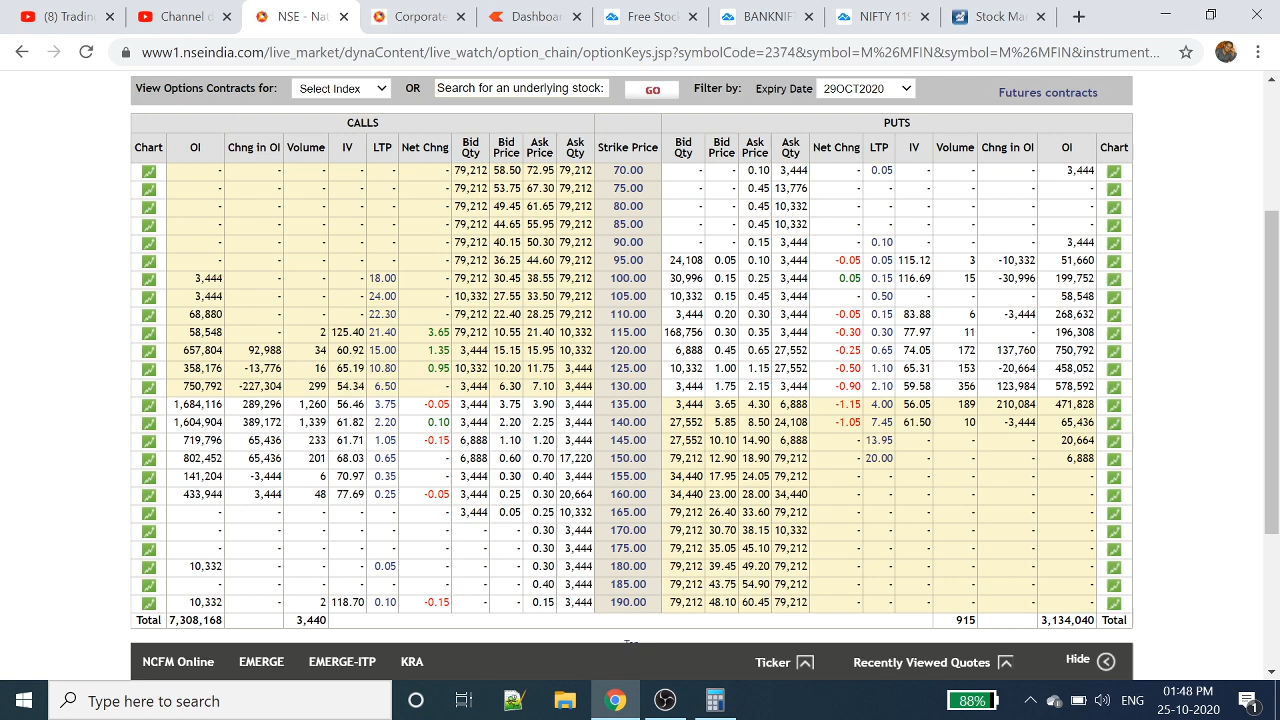 (8) Tradin
Channel d
NSE - Nat
Corporate
Dashboar
Free Stoc
BANKNIF
NIFTY
Stock Ma
www1.nseindia.com/live_market/dynaContent/live_watch/option_chain/optionKeys.jsp?symbolCode=2374&symbol=M%26MFIN&symbol=M%26MFIN&instrument...
View Options Contracts for: Select Index OR Search for an underlying stock: GO Filter by: Expiry Date 29OCT2020 Futures contracts
CALLS PUTS
Chart OI Chng in OI Volume IV LTP Net Chng Bid Qty Bid Price Ask Price Ask Qty Strike Price Bid Qty Bid Price Ask Price Ask Qty Net Chng LTP IV Volume Chng in OI OI Chart
- - - - - - 79,212 58.50 72.95 79,212 70.00 - - 0.10 3,444 - 0.05 - - - 3,444
- - - - - - 79,212 53.75 67.30 79,212 75.00 - - 0.45 13,776 - - - - - -
- - - - - - 79,212 49.45 61.65 79,212 80.00 - - 0.45 10,332 - - - - - -
- - - - - - 79,212 44.55 55.95 79,212 85.00 - - 0.45 10,332 - - - - - -
- - - - - - 79,212 40.15 50.30 79,212 90.00 - - 0.15 3,444 - 0.10 - - - 3,444
- - - - - - 79,212 36.25 44.60 79,212 95.00 24,108 0.05 0.10 3,444 -0.05 0.05 115.12 3 -10,332 51,660
3,444 - - - 18.00 - 79,212 30.45 38.55 79,212 100.00 30,996 0.15 0.25 3,444 0.05 0.15 116.69 15 -30,996 199,752
3,444 - - - 24.00 - 10,332 27.55 33.50 79,212 105.00 10,332 0.15 0.45 3,444 - 0.50 - - - 58,548
68,880 - - - 22.30 - 79,212 22.40 28.25 79,212 110.00 3,444 0.20 0.35 3,444 -0.05 0.15 83.88 6 -3,444 268,632
58,548 - 2 125.40 21.40 3.65 79,212 10.55 21.40 10,332 115.00 168,756 0.30 0.35 3,444 -0.30 0.30 77.97 11 - 196,308
657,804 92,988 34 60.92 15.00 1.35 3,444 15.15 15.95 10,332 120.00 6,888 0.45 0.65 27,552 -0.25 0.65 74.05 172 137,760 750,792
358,176 -13,776 16 65.19 10.80 0.95 3,444 10.20 11.75 3,444 125.00 10,332 1.00 1.15 27,552 -0.50 1.10 65.31 153 -20,664 458,052
750,792 -227,304 299 54.34 6.50 - 3,444 6.30 7.10 3,444 130.00 3,444 1.75 2.15 3,444 -0.90 2.10 59.58 356 123,984 578,592
1,684,116 289,296 1,260 56.46 3.75 -0.05 3,444 3.75 3.90 3,444 135.00 3,444 3.65 4.30 6,888 -1.15 4.00 56.05 189 210,084 471,828
1,604,904 389,172 1,339 61.82 2.20 0.10 3,444 2.20 2.25 3,444 140.00 27,552 5.85 8.50 24,108 -1.05 7.45 61.50 10 -3,444 65,436
719,796 65,436 233 61.71 1.05 -0.15 6,888 1.10 1.20 3,444 145.00 27,552 10.10 14.90 6,888 - 13.95 - - - 20,664
802,452 65,436 201 68.03 0.65 - 6,888 0.60 0.70 17,220 150.00 79,212 12.90 18.90 79,212 - 20.00 - - - 6,888
141,204 -3,444 6 70.97 0.35 - 3,444 0.30 0.40 3,444 155.00 34,440 17.95 24.05 79,212 - - - - - -
433,944 3,444 48 77.69 0.25 -0.05 3,444 0.25 0.30 20,664 160.00 34,440 23.00 28.00 34,440 - - - - - -
- - - - - - 3,444 0.05 0.25 10,332 165.00 79,212 26.40 33.60 79,212 - - - - - -
- - - - - - - - 0.30 3,444 170.00 79,212 30.70 38.15 10,332 - - - - - -
- - - - - - - - 0.30 3,444 175.00 79,212 35.05 45.10 79,212 - - - - - -
10,332 - - - 0.05 - - - 0.30 3,444 180.00 79,212 39.45 49.20 79,212 - - - - - -
- - - - - - - - 0.40 3,444 185.00 79,212 43.75 54.90 79,212 - - - - - -
10,332 - 2 118.70 0.10 -0.15 - - 0.15 3,444 190.00 79,212 48.10 60.45 79,212 - - - - - -
Total 7,308,168 3,440 915 3,134,040 Total
NCFM Online EMERGE EMERGE-ITP KRA Ticker Recently Viewed Quotes Hide
Type here to search
88%
ENG
01:48 PM
25-10-2020
1